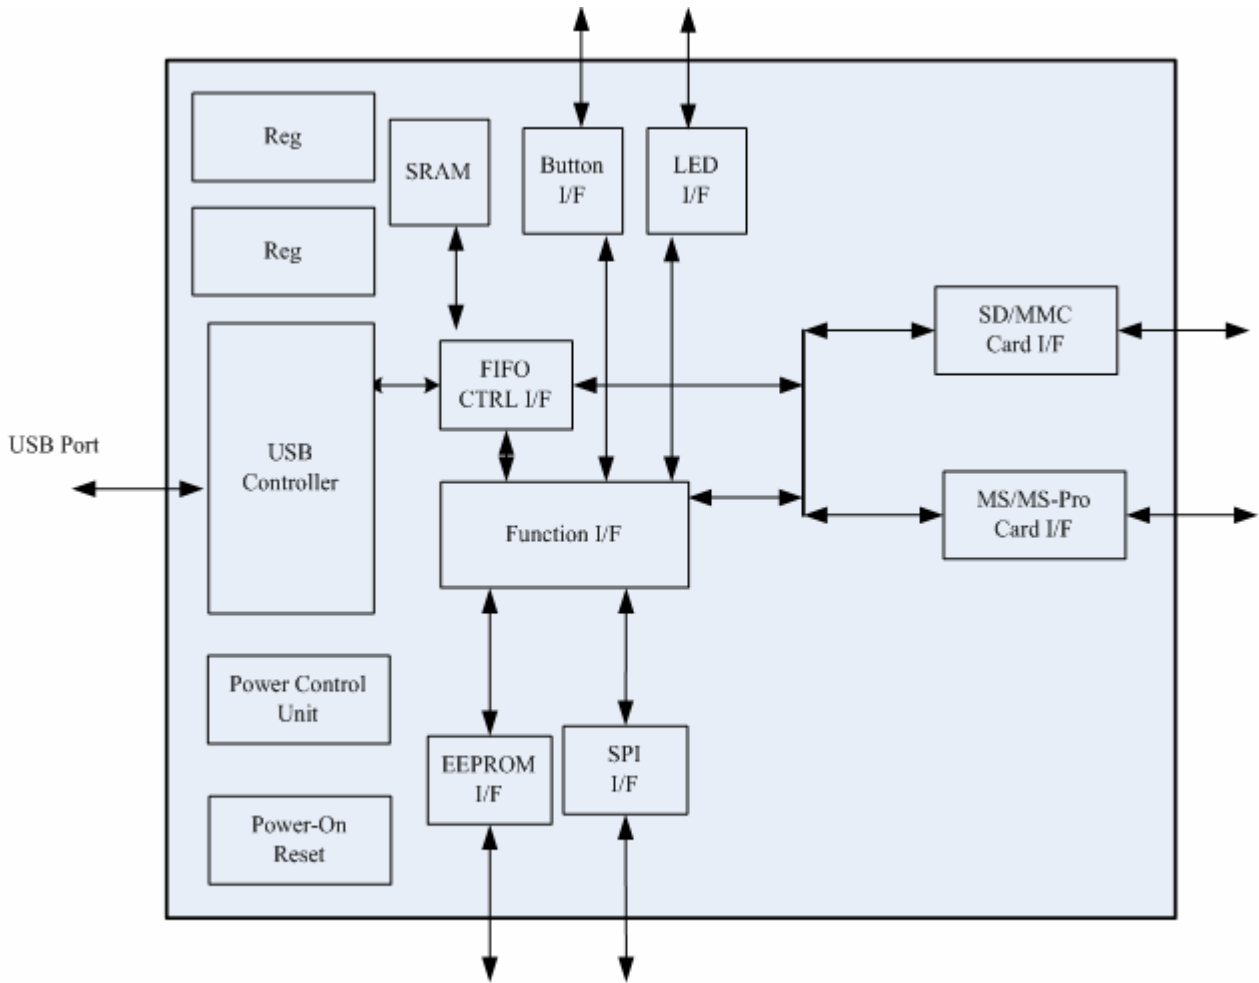 Reg
SRAM
Button
I/F
LED
I/F
Reg
SD/MMC
Card I/F
FIFO
CTRL I/F
USB Port
USB
Controller
Function I/F
MS/MS-Pro
Card I/F
Power Control
Unit
EEPROM
I/F
SPI
I/F
Power-On
Reset